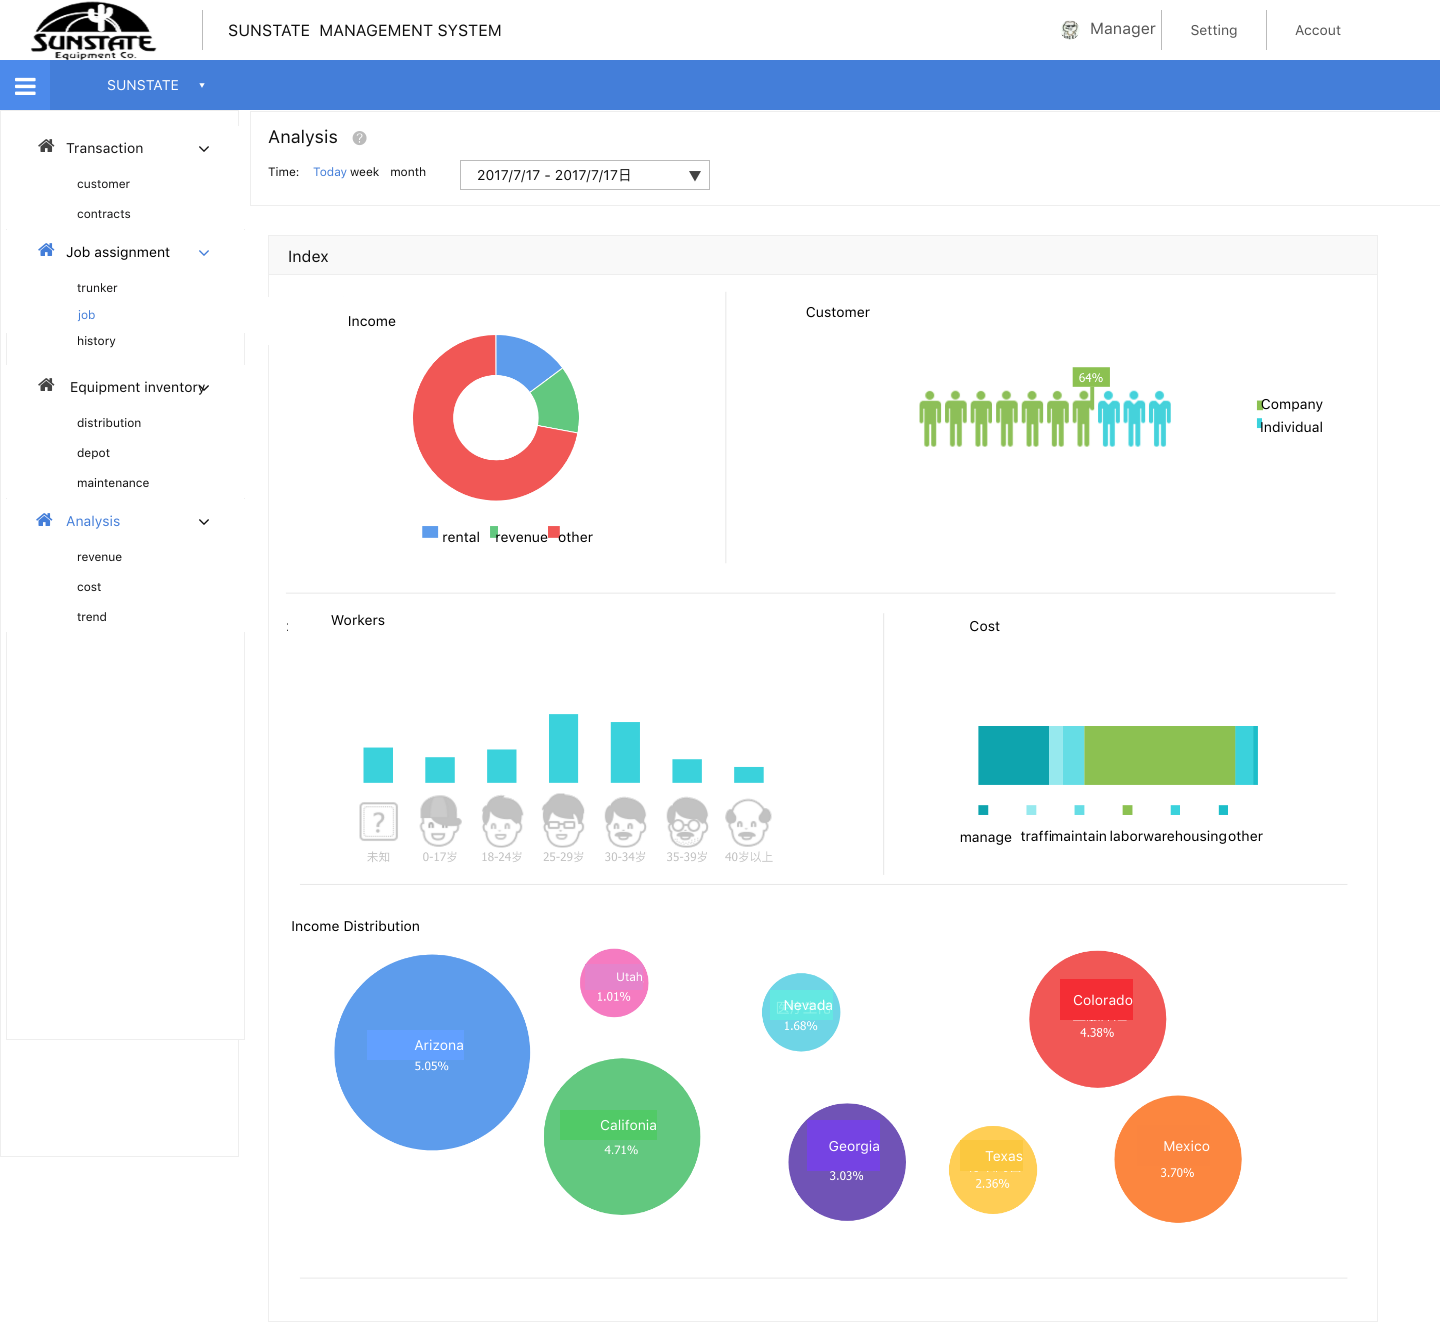 SUNSTATE
Equipment Co.
SUNSTATE MANAGEMENT SYSTEM
Manager
Setting
Accout
SUNSTATE ▼
Transaction
customer
contracts
Job assignment
trunker
job
history
Equipment inventory
distribution
depot
maintenance
Analysis
revenue
cost
trend
Analysis ?
Time: Today week month
2017/7/17 - 2017/7/17日 ▼
Index
Income
rental revenue other
Customer
64%
Company
Individual
:
Workers
?
未知 0-17岁 18-24岁 25-29岁 30-34岁 35-39岁 40岁以上
Cost
manage traffi maintain labor warehousing other
Income Distribution
Arizona
5.05%
Utah
1.01%
Califonia
4.71%
Nevada
1.68%
Georgia
3.03%
Texas
2.36%
Colorado
4.38%
Mexico
3.70%